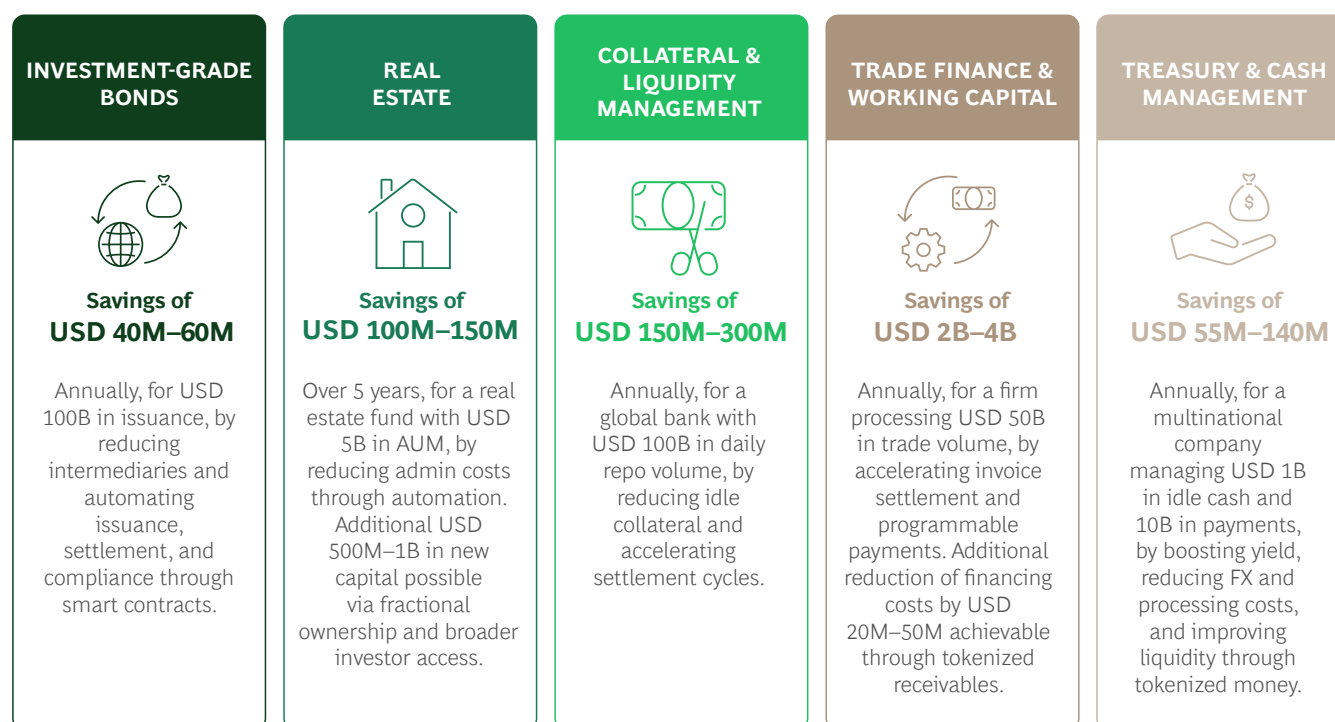 INVESTMENT-GRADE
BONDS
Savings of
USD 40M–60M
Annually, for USD
100B in issuance, by
reducing
intermediaries and
automating
issuance,
settlement, and
compliance through
smart contracts.
REAL
ESTATE
Savings of
USD 100M–150M
Over 5 years, for a real
estate fund with USD
5B in AUM, by
reducing admin costs
through automation.
Additional USD
500M–1B in new
capital possible
via fractional
ownership and broader
investor access.
COLLATERAL &
LIQUIDITY
MANAGEMENT
Savings of
USD 150M–300M
Annually, for a
global bank with
USD 100B in daily
repo volume, by
reducing idle
collateral and
accelerating
settlement cycles.
TRADE FINANCE &
WORKING CAPITAL
Savings of
USD 2B–4B
Annually, for a firm
processing USD 50B
in trade volume, by
accelerating invoice
settlement and
programmable
payments. Additional
reduction of financing
costs by USD
20M–50M achievable
through tokenized
receivables.
TREASURY & CASH
MANAGEMENT
$
Savings of
USD 55M–140M
Annually, for a
multinational
company
managing USD 1B
in idle cash and
10B in payments,
by boosting yield,
reducing FX and
processing costs,
and improving
liquidity through
tokenized money.